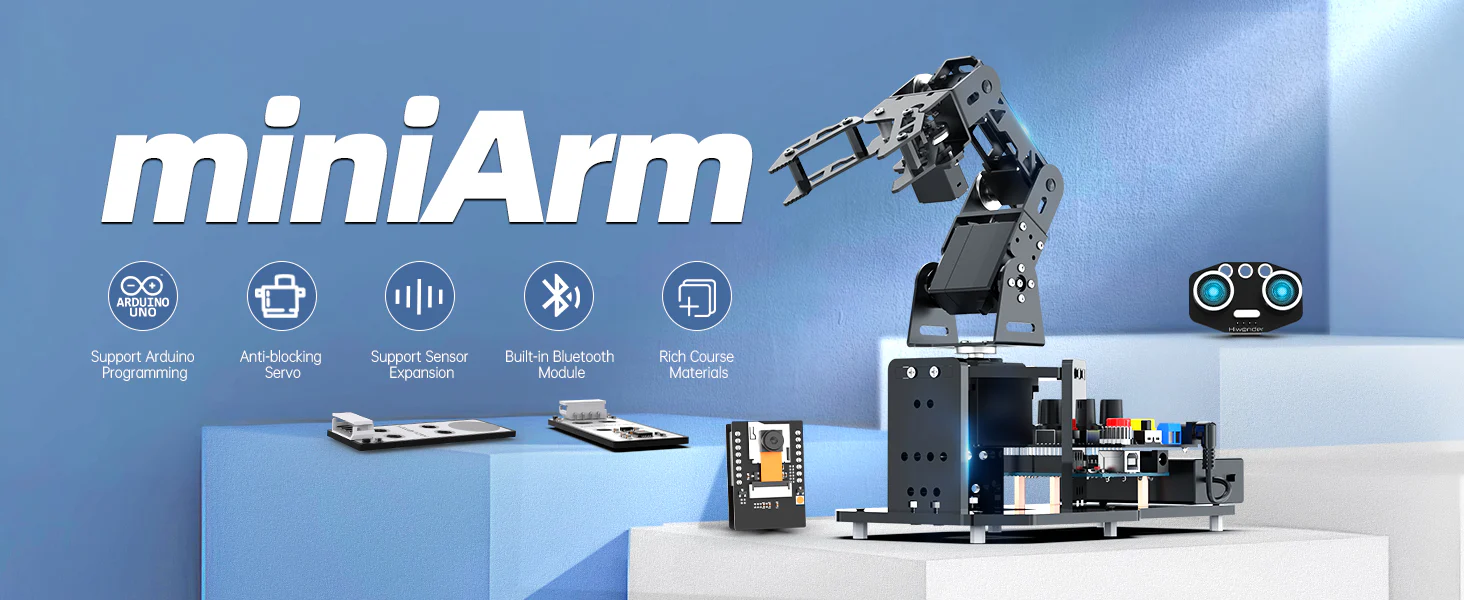 miniArm
ARDUINO
UNO
Support Arduino
Programming
Anti-blocking
Servo
Support Sensor
Expansion
Built-in Bluetooth
Module
Rich Course
Materials
Hiwonder